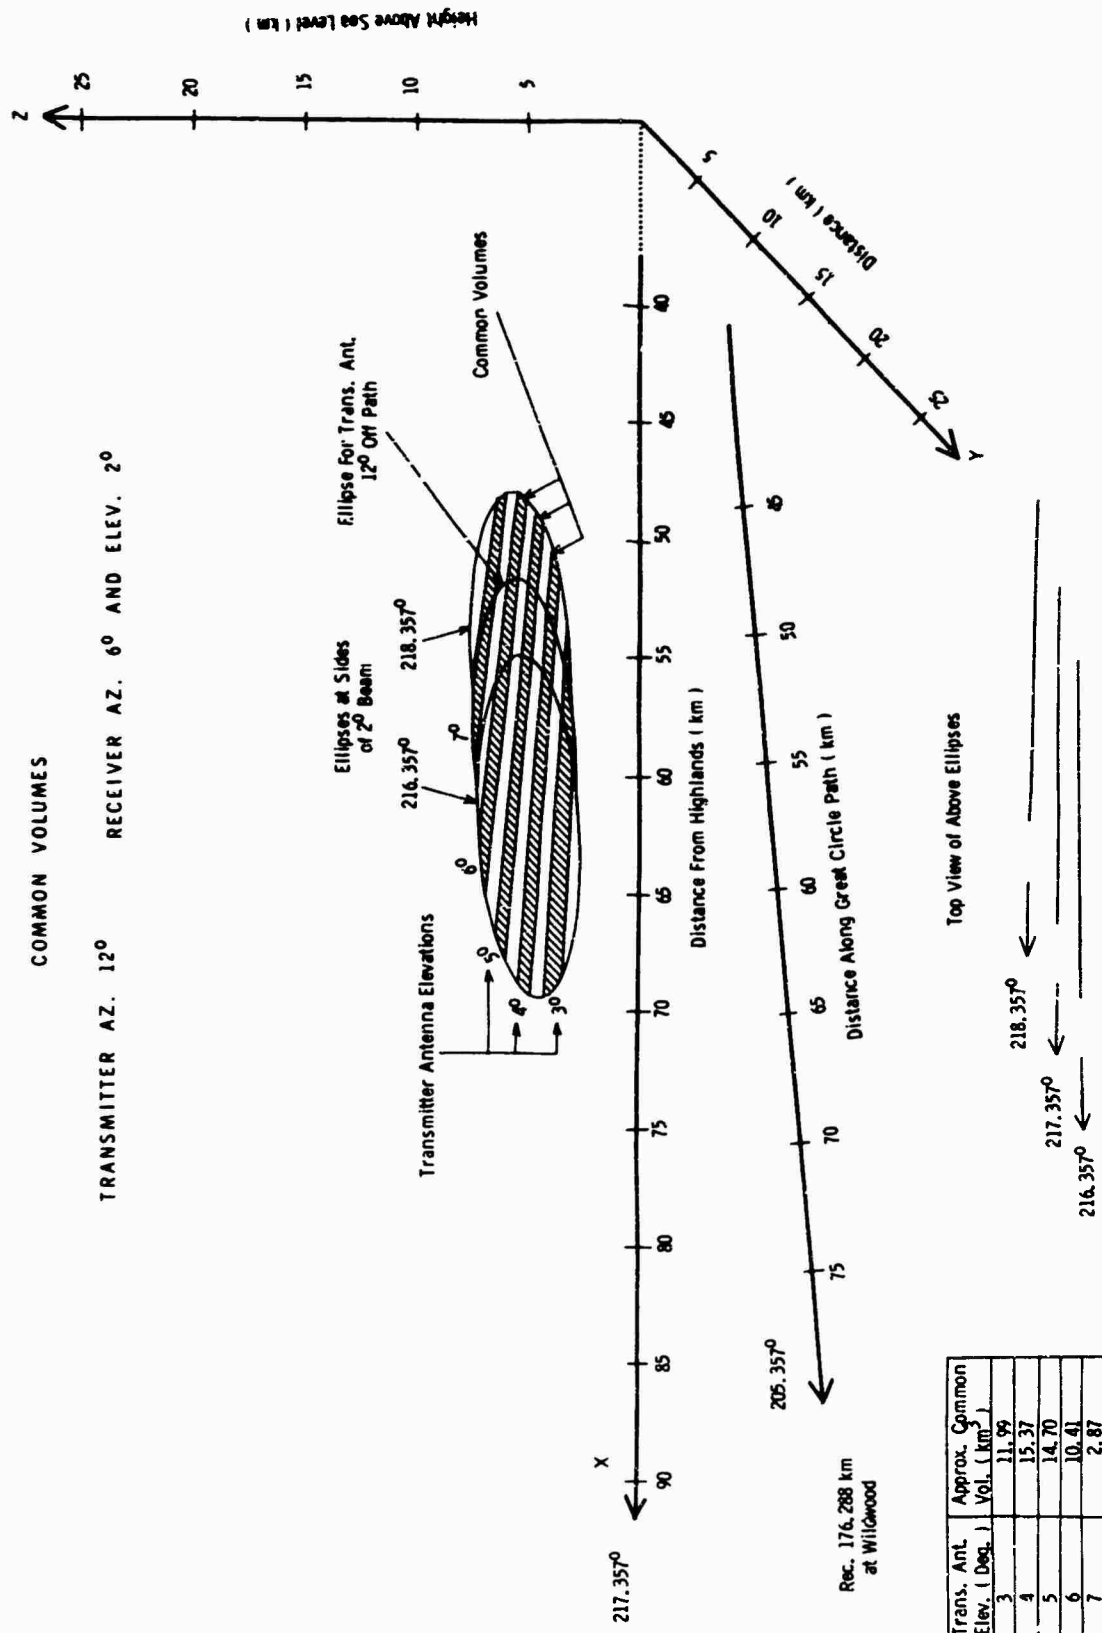 COMMON VOLUMES
TRANSMITTER AZ. 12° RECEIVER AZ. 6° AND ELEV. 2°
Z
Height Above Sea Level ( km )
25
20
15
10
5
Transmitter Antenna Elevations
Ellipses at Sides
of 2° Beam
216.357°
218.357°
Ellipse For Trans. Ant.
12° Off Path
Common Volumes
3°
4°
5°
6°
7°
217.357°
X
90
85
80
75
70
65
60
55
50
45
40
Distance From Highlands ( km )
205.357°
75
70
65
60
55
50
45
Distance Along Great Circle Path ( km )
5
10
15
20
25
Distance ( km )
Y
Rec. 176.288 km
at Wildwood
Top View of Above Ellipses
218.357°
217.357°
216.357°
Trans. Ant. Approx. Common
Elev. ( Deg. ) Vol. ( km³ )
3 11.99
4 15.37
5 14.70
6 10.41
7 2.87